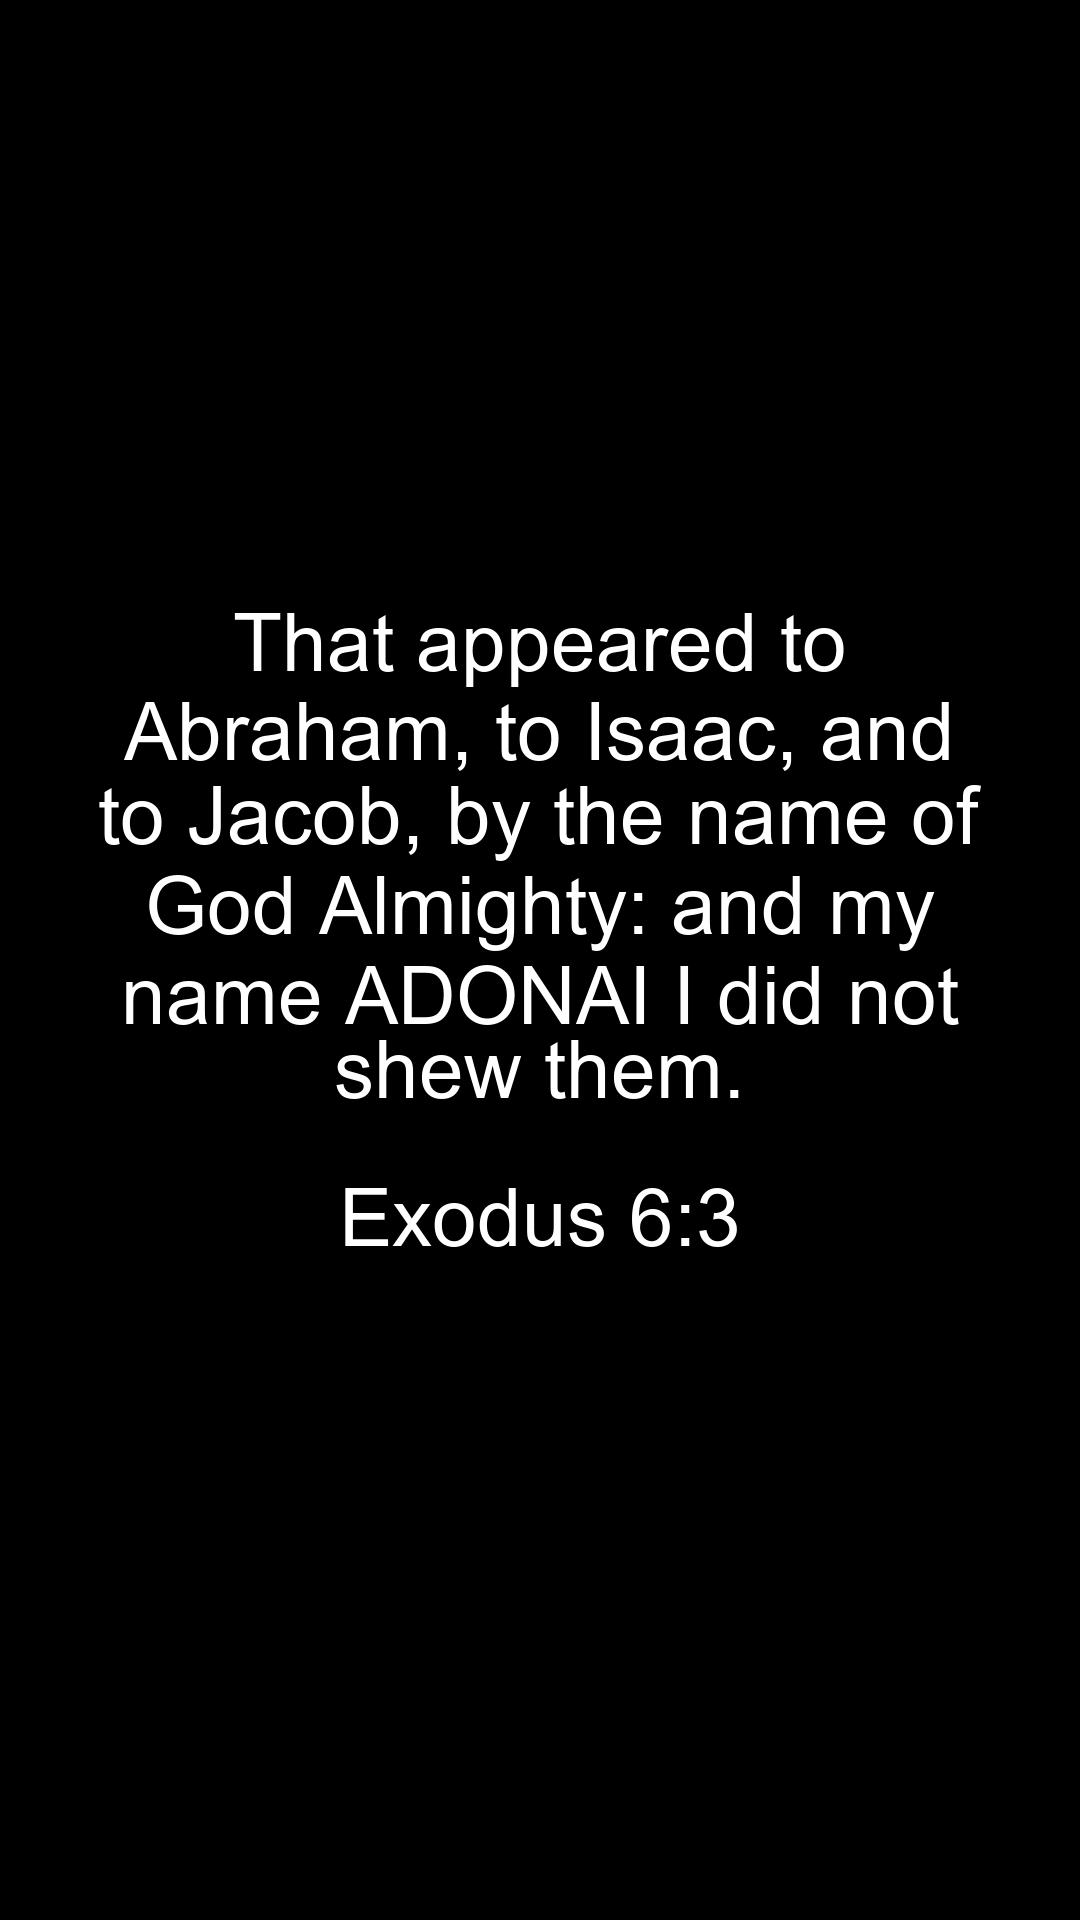 That appeared to
Abraham, to Isaac, and
to Jacob, by the name of
God Almighty: and my
name ADONAI I did not
shew them.
Exodus 6:3